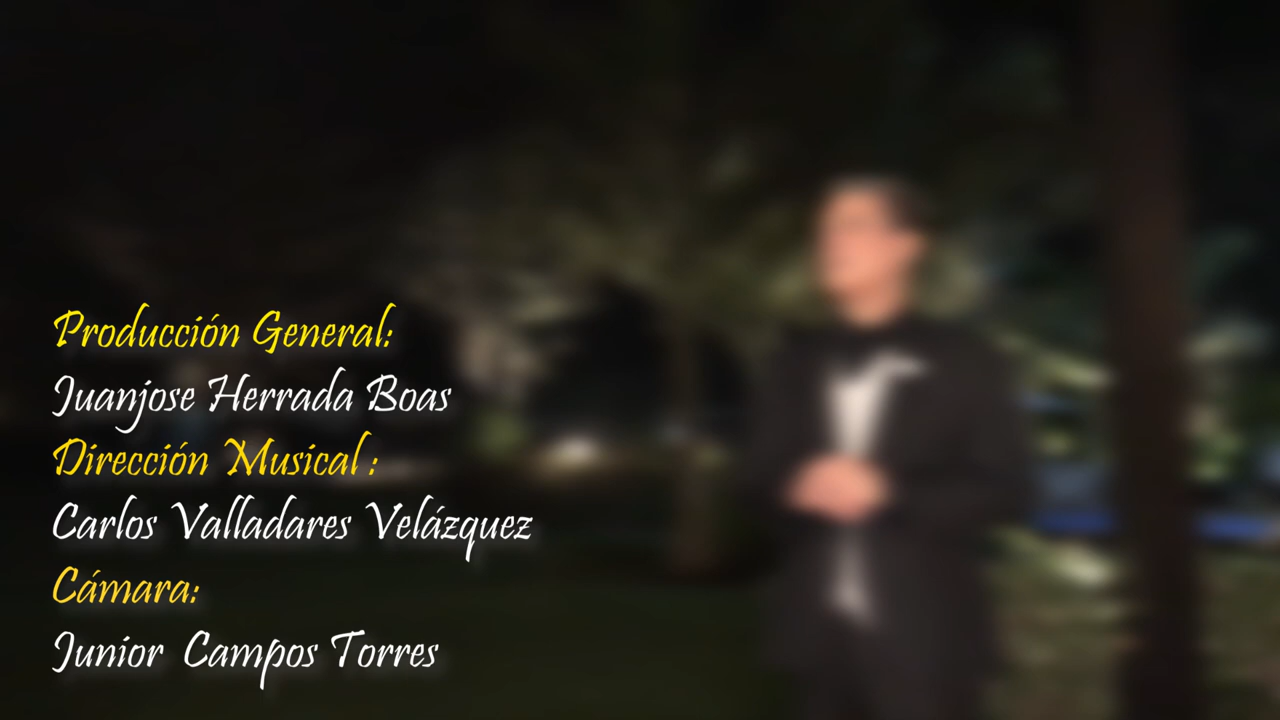 Producción General:
Juanjose Herrada Boas
Dirección Musical :
Carlos Valladares Velázquez
Cámara:
Junior Campos Torres